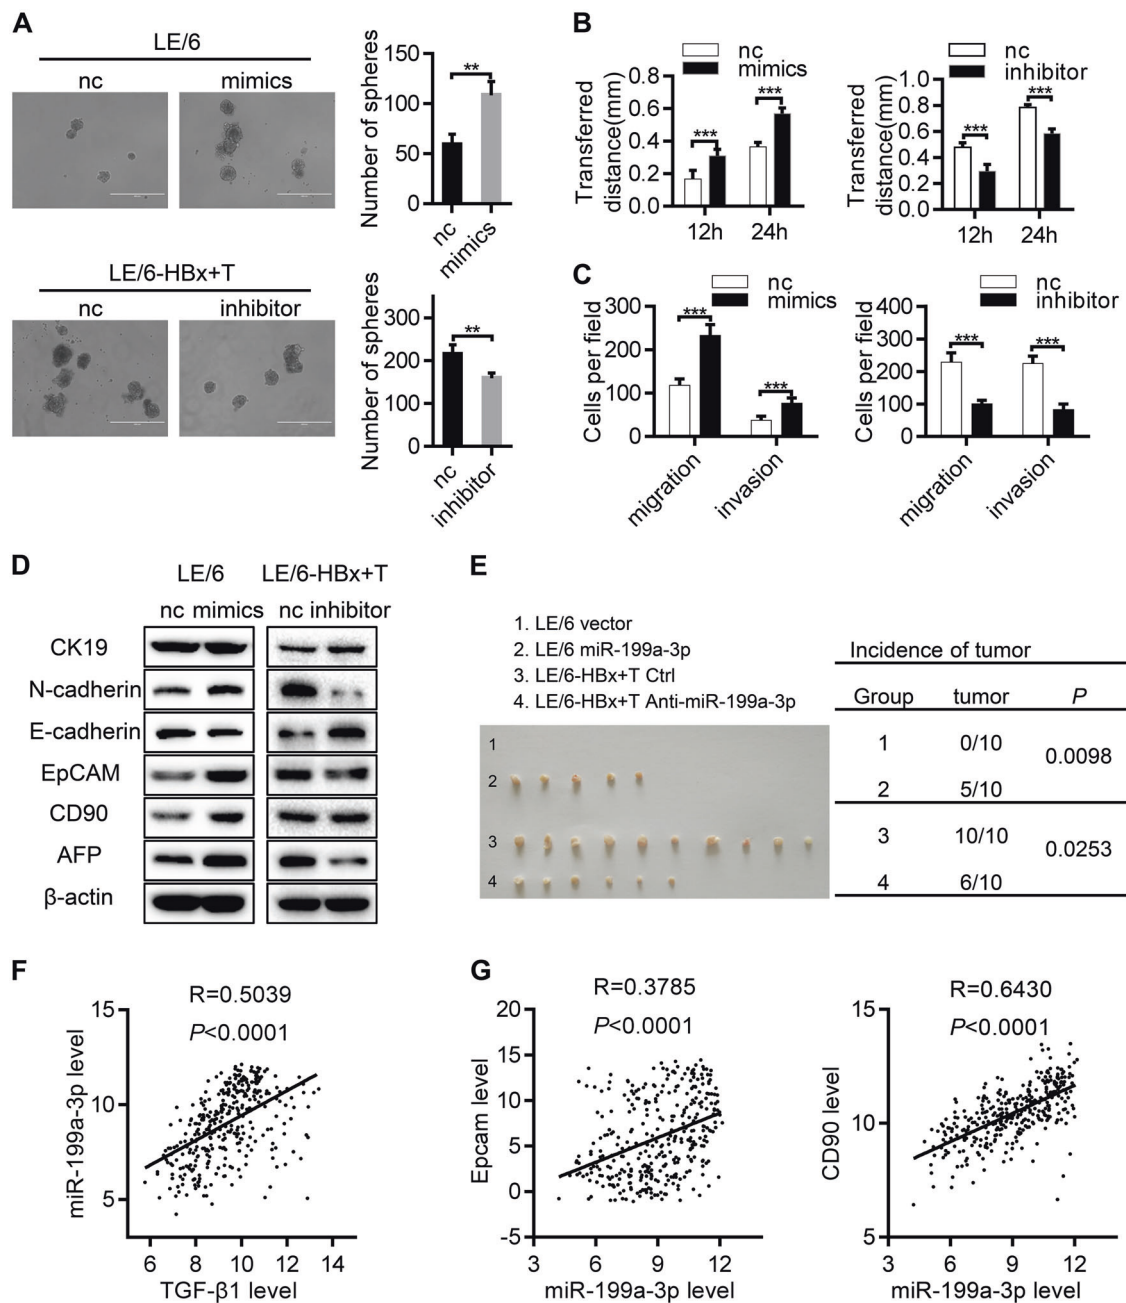 A
LE/6
nc mimics
Number of spheres
150
100
50
0
**
nc
mimics
LE/6-HBx+T
nc inhibitor
Number of spheres
300
200
100
0
**
nc
inhibitor
B
nc
mimics
Transferred
distance(mm)
0.8
0.6
0.4
0.2
0.0
***
***
12h 24h
nc
inhibitor
Transferred
distance(mm)
1.0
0.8
0.6
0.4
0.2
0.0
***
***
12h 24h
C
nc
mimics
Cells per field
300
200
100
0
***
***
migration
invasion
nc
inhibitor
Cells per field
400
300
200
100
0
***
***
migration
invasion
D
LE/6 LE/6-HBx+T
nc mimics nc inhibitor
CK19
N-cadherin
E-cadherin
EpCAM
CD90
AFP
β-actin
E
1. LE/6 vector
2. LE/6 miR-199a-3p
3. LE/6-HBx+T Ctrl
4. LE/6-HBx+T Anti-miR-199a-3p
1
2
3
4
Incidence of tumor
Group tumor P
1 0/10
0.0098
2 5/10
3 10/10
0.0253
4 6/10
F
R=0.5039
P<0.0001
miR-199a-3p level
15
10
5
6 8 10 12 14
TGF-β1 level
G
R=0.3785
P<0.0001
Epcam level
20
15
10
5
0
-5
3 6 9 12
miR-199a-3p level
R=0.6430
P<0.0001
CD90 level
15
10
5
3 6 9 12
miR-199a-3p level